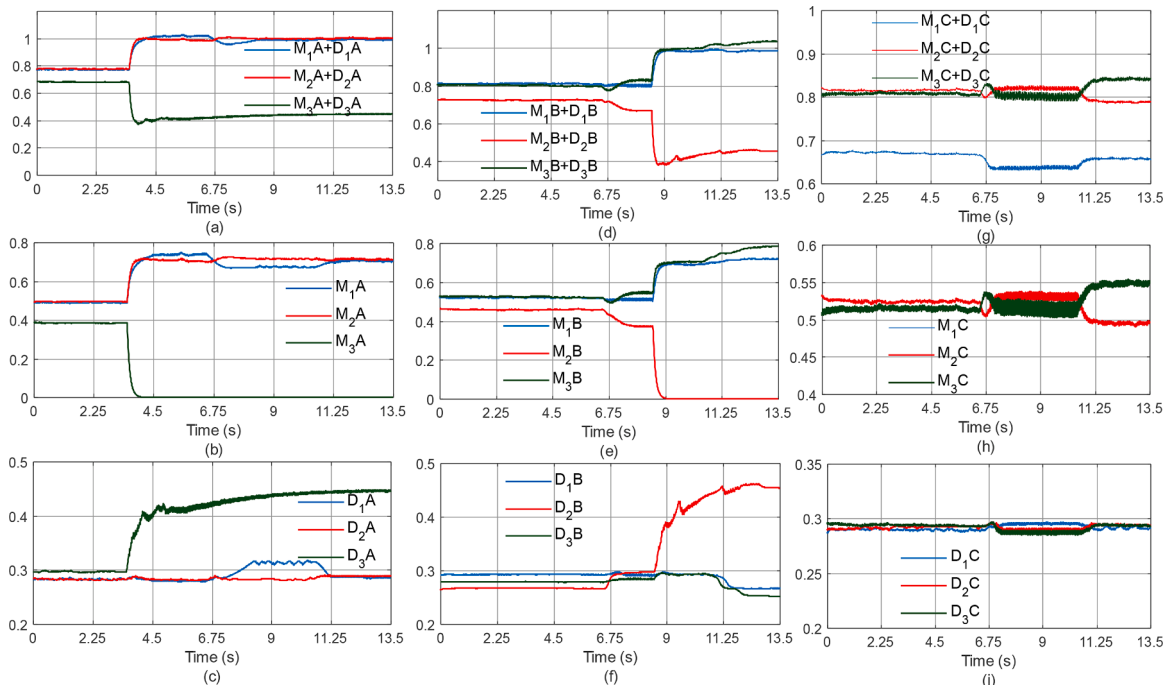 1
0.8
0.6
0.4
0.2
0
M₁A+D₁A
M₂A+D₂A
M₃A+D₃A
0 2.25 4.5 6.75 9 11.25 13.5
Time (s)
(a)
1
0.8
0.6
0.4
M₁B+D₁B
M₂B+D₂B
M₃B+D₃B
0 2.25 4.5 6.75 9 11.25 13.5
Time (s)
(d)
1
0.9
0.8
0.7
0.6
M₁C+D₁C
M₂C+D₂C
M₃C+D₃C
0 2.25 4.5 6.75 9 11.25 13.5
Time (s)
(g)
0.8
0.6
0.4
0.2
0
M₁A
M₂A
M₃A
0 2.25 4.5 6.75 9 11.25 13.5
Time (s)
(b)
0.8
0.6
0.4
0.2
0
M₁B
M₂B
M₃B
0 2.25 4.5 6.75 9 11.25 13.5
Time (s)
(e)
0.6
0.55
0.5
0.45
0.4
M₁C
M₂C
M₃C
0 2.25 4.5 6.75 9 11.25 13.5
Time (s)
(h)
0.5
0.4
0.3
0.2
D₁A
D₂A
D₃A
0 2.25 4.5 6.75 9 11.25 13.5
Time (s)
(c)
0.5
0.4
0.3
0.2
D₁B
D₂B
D₃B
0 2.25 4.5 6.75 9 11.25 13.5
Time (s)
(f)
0.35
0.3
0.25
0.2
D₁C
D₂C
D₃C
0 2.25 4.5 6.75 9 11.25 13.5
Time (s)
(i)